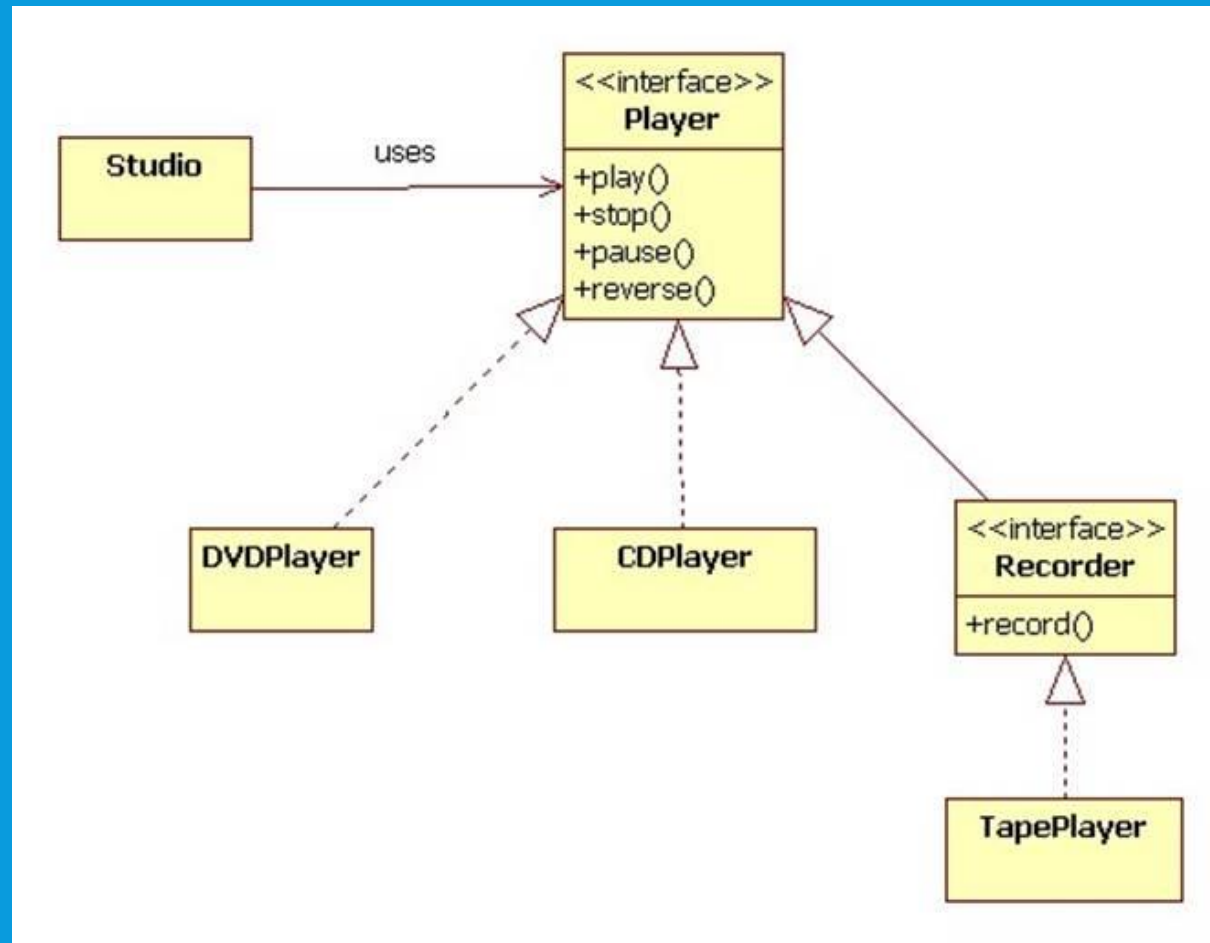 <<interface>>
Player
+play()
+stop()
+pause()
+reverse()
Studio
uses
DVDPlayer
CDPlayer
<<interface>>
Recorder
+record()
TapePlayer